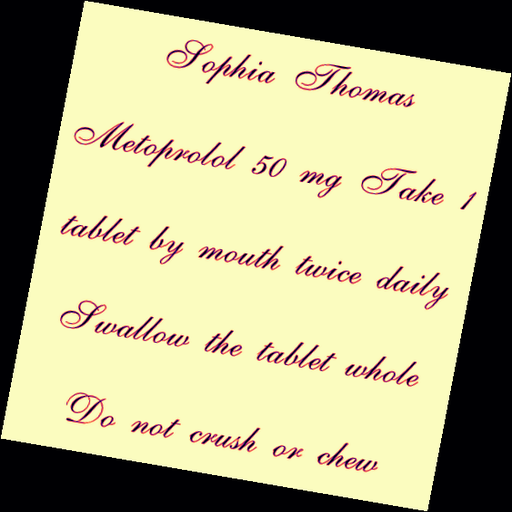 Sophia Thomas
Metoprolol 50 mg Take 1
tablet by mouth twice daily
Swallow the tablet whole
Do not crush or chew